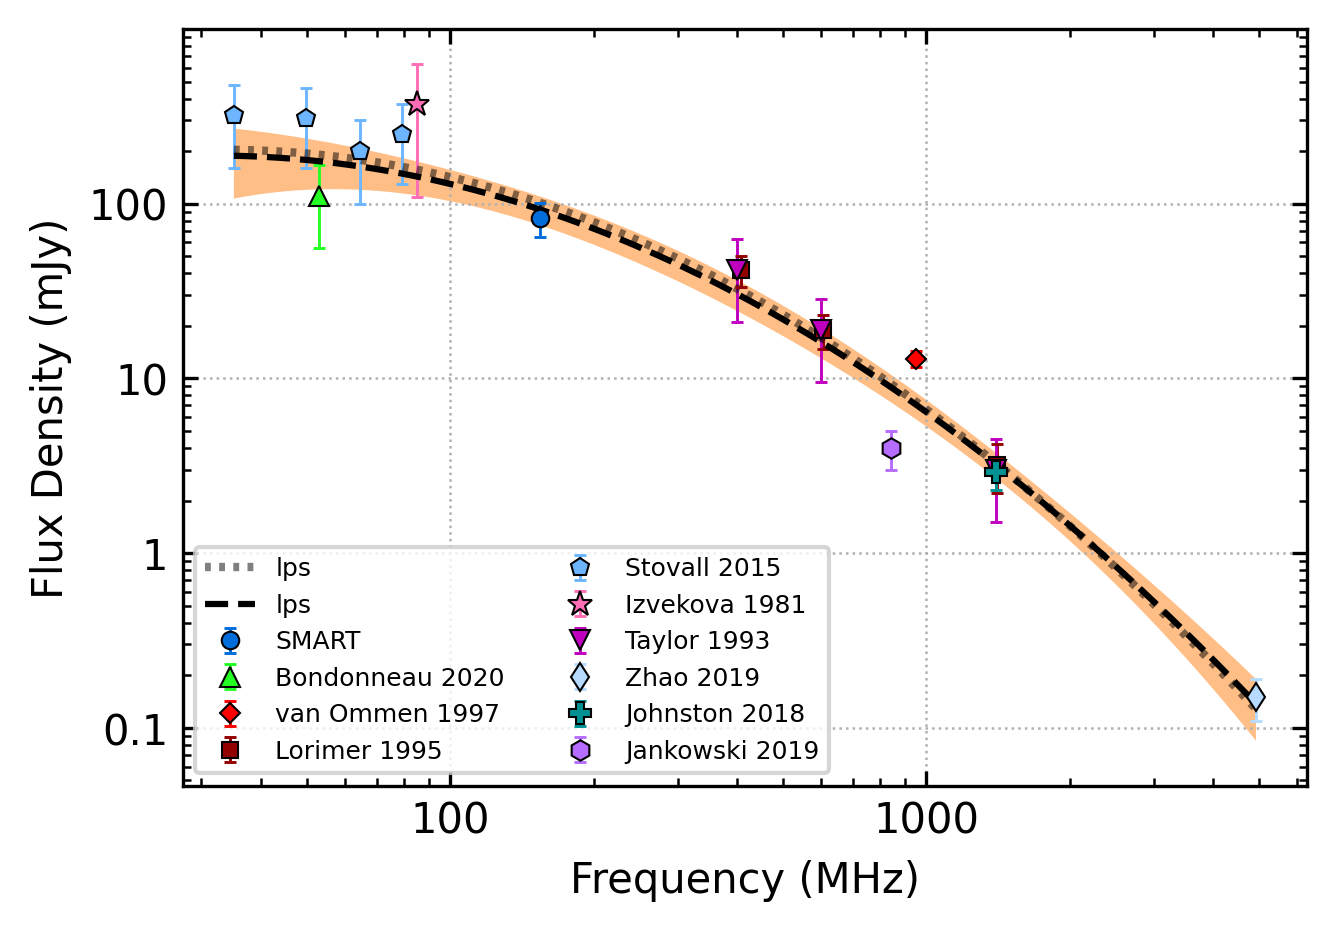 Flux Density (mJy)
100
10
1
0.1
lps
lps
SMART
Bondonneau 2020
van Ommen 1997
Lorimer 1995
Stovall 2015
Izvekova 1981
Taylor 1993
Zhao 2019
Johnston 2018
Jankowski 2019
100
1000
Frequency (MHz)